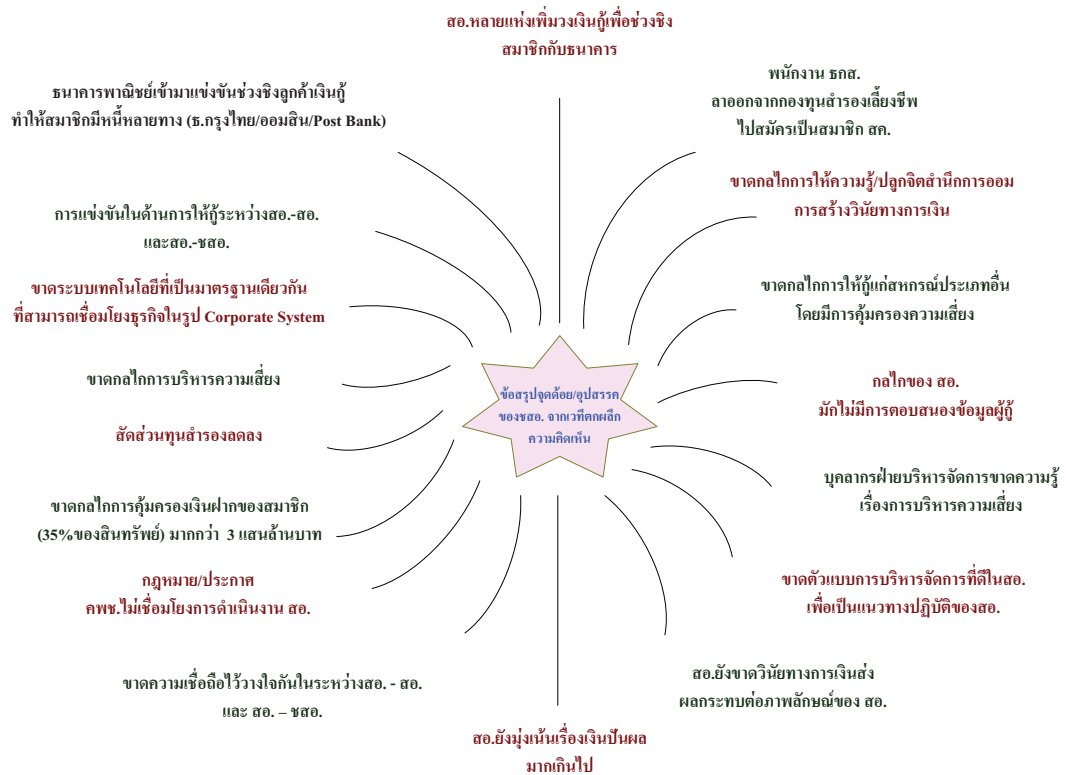 สอ.หลายแห่งเพิ่มวงเงินกู้เพื่อช่วงชิง
สมาชิกกับธนาคาร
พนักงาน ธกส.
ลาออกจากกองทุนสำรองเลี้ยงชีพ
ไปสมัครเป็นสมาชิก สค.
ธนาคารพาณิชย์เข้ามาแข่งขันช่วงชิงลูกค้าเงินกู้
ทำให้สมาชิกมีหนี้หลายทาง (ธ.กรุงไทย/ออมสิน/Post Bank)
ขาดกลไกการให้ความรู้/ปลูกจิตสำนึกการออม
การสร้างวินัยทางการเงิน
การแข่งขันในด้านการให้กู้ระหว่างสอ.-สอ.
และสอ.-ชสอ.
ขาดกลไกการให้กู้แก่สหกรณ์ประเภทอื่น
โดยมีการคุ้มครองความเสี่ยง
ขาดระบบเทคโนโลยีที่เป็นมาตรฐานเดียวกัน
ที่สามารถเชื่อมโยงธุรกิจในรูป Corporate System
ขาดกลไกการบริหารความเสี่ยง
กลไกของ สอ.
มักไม่มีการตอบสนองข้อมูลผู้กู้
ข้อสรุปจุดด้อย/อุปสรรค
ของชสอ. จากเวทีตกผลึก
ความคิดเห็น
สัดส่วนทุนสำรองลดลง
บุคลากรฝ่ายบริหารจัดการขาดความรู้
เรื่องการบริหารความเสี่ยง
ขาดกลไกการคุ้มครองเงินฝากของสมาชิก
(35%ของสินทรัพย์) มากกว่า 3 แสนล้านบาท
กฎหมาย/ประกาศ
คพช.ไม่เชื่อมโยงการดำเนินงาน สอ.
ขาดตัวแบบการบริหารจัดการที่ดีในสอ.
เพื่อเป็นแนวทางปฏิบัติของสอ.
ขาดความเชื่อถือไว้วางใจกันในระหว่างสอ. - สอ.
และ สอ. – ชสอ.
สอ.ยังขาดวินัยทางการเงินส่ง
ผลกระทบต่อภาพลักษณ์ของ สอ.
สอ.ยังมุ่งเน้นเรื่องเงินปันผล
มากเกินไป